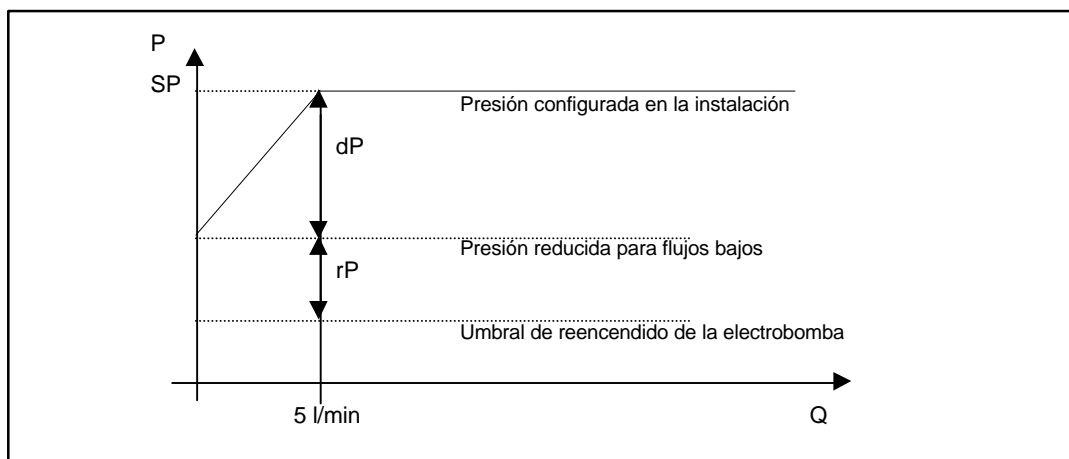 P
SP
Presión configurada en la instalación
dP
Presión reducida para flujos bajos
rP
Umbral de reencendido de la electrobomba
5 l/min
Q